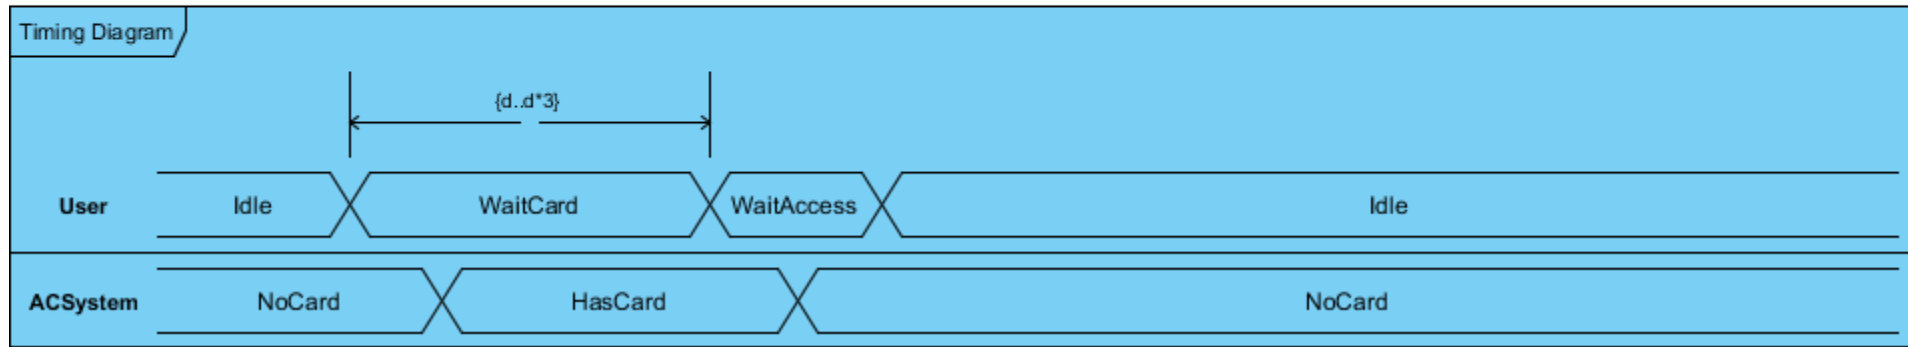 Timing Diagram
{d..d*3}
User Idle WaitCard WaitAccess Idle
ACSystem NoCard HasCard NoCard